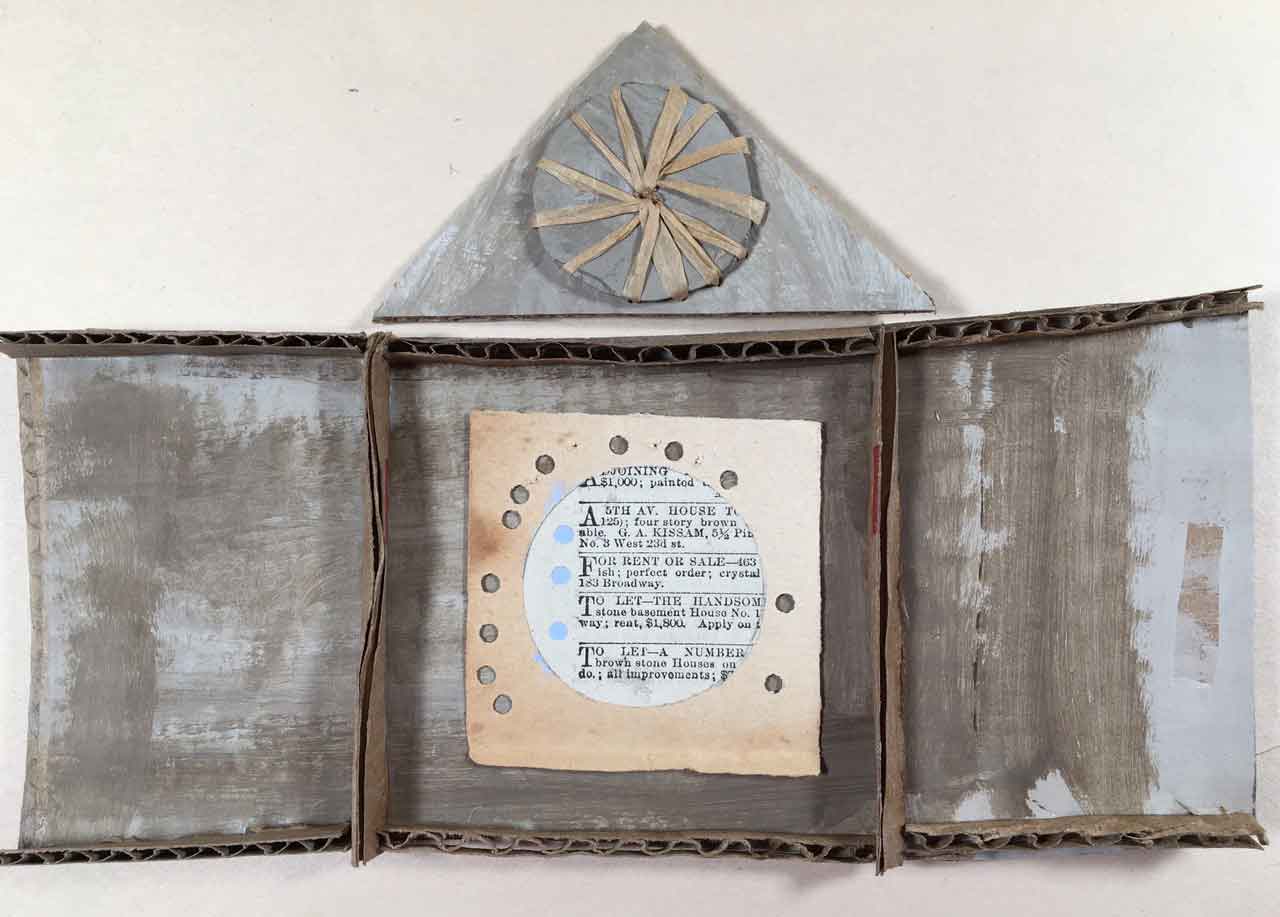 ADJOINING
$1,000; painted
A 5TH AV. HOUSE TO
125); four story brown
able. G. A. KISSAM, 5½ Pin
No. 3 West 23d st.
FOR RENT OR SALE—463
ish; perfect order; crystal
183 Broadway.
TO LET—THE HANDSOM
stone basement House No. 1
way; rent, $1,800. Apply on t
TO LET—A NUMBER
brown stone Houses on
do.; all improvements; $7